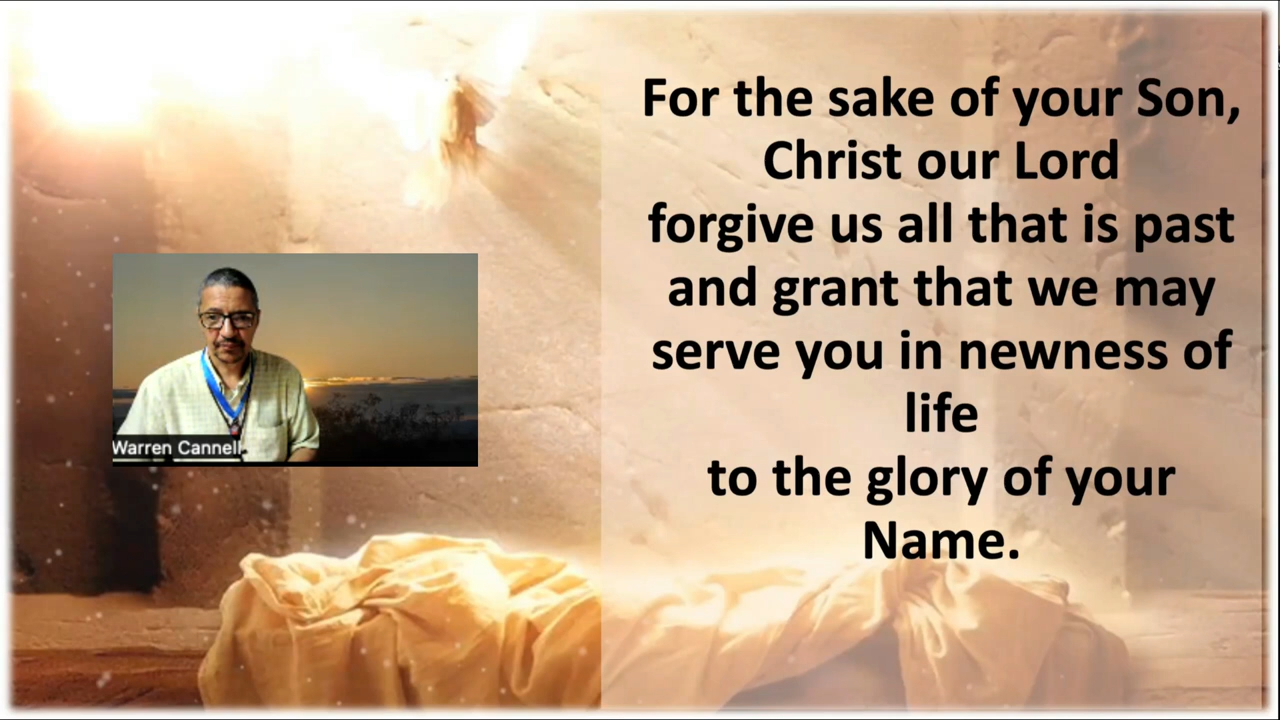 For the sake of your Son,
Christ our Lord
forgive us all that is past
and grant that we may
serve you in newness of
life
to the glory of your
Name.
Warren Cannell